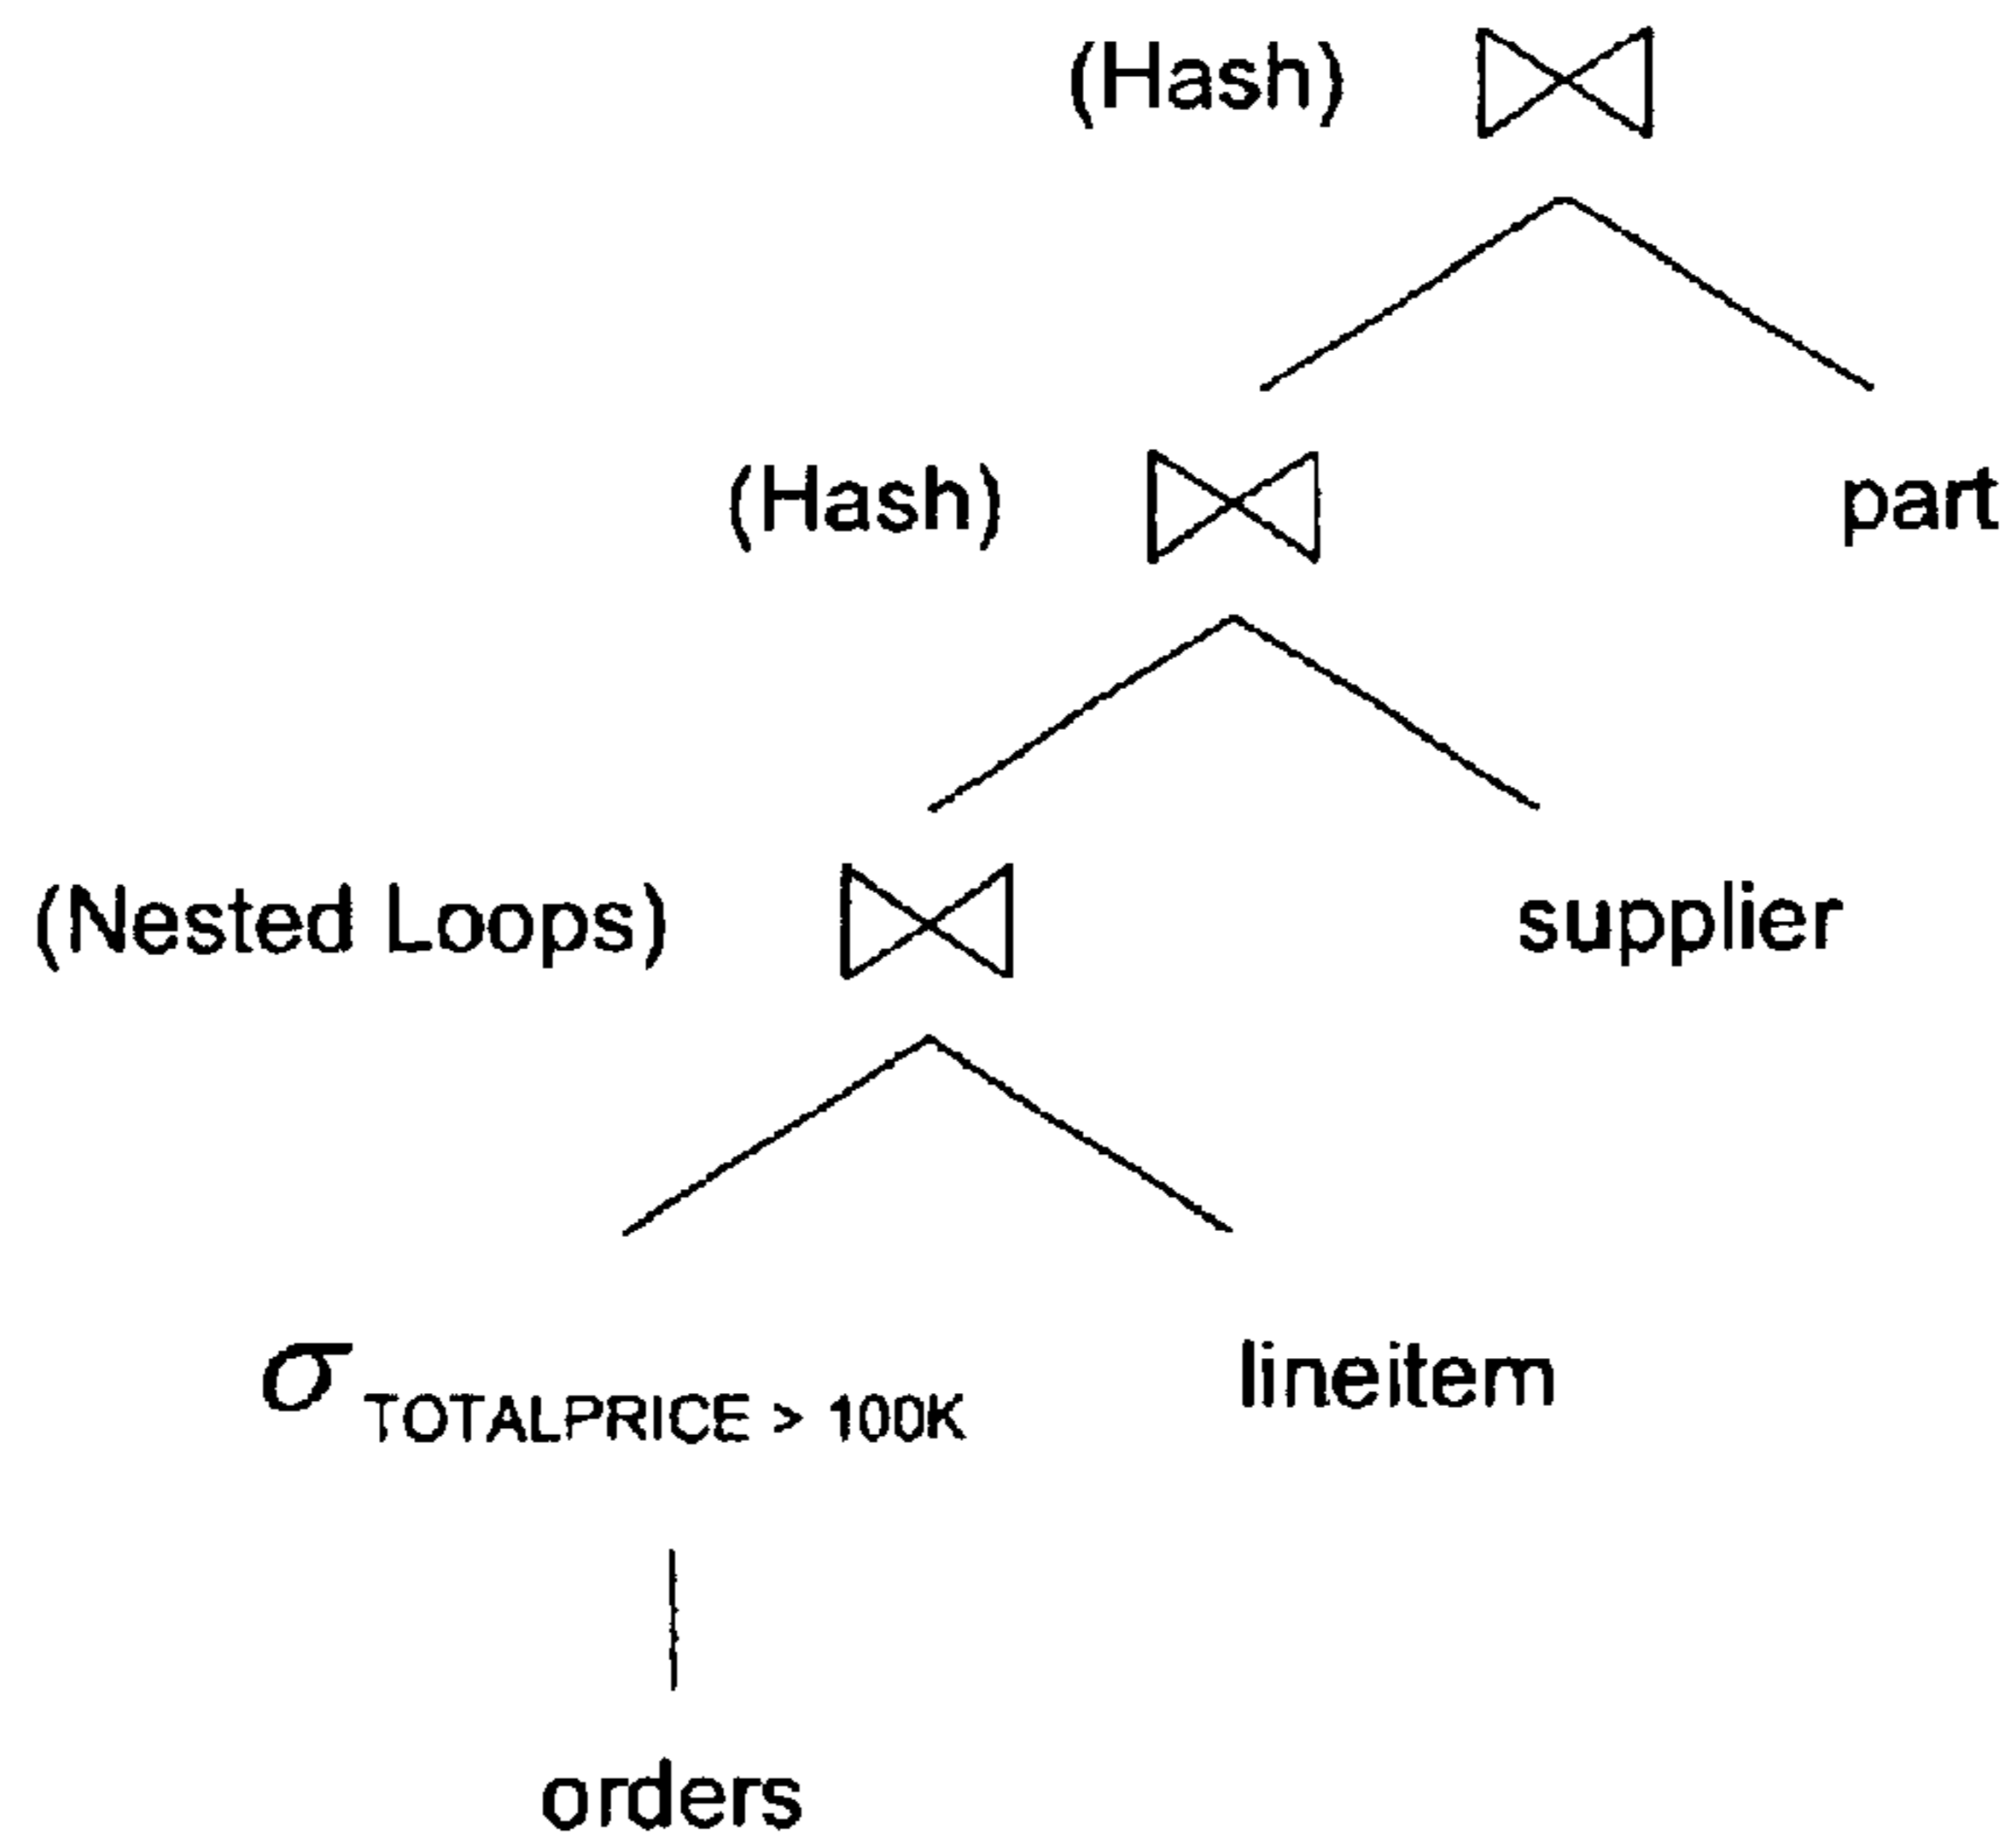 (Hash) ⋈
(Hash) ⋈ part
(Nested Loops) ⋈ supplier
σ TOTALPRICE > 100K lineitem
orders